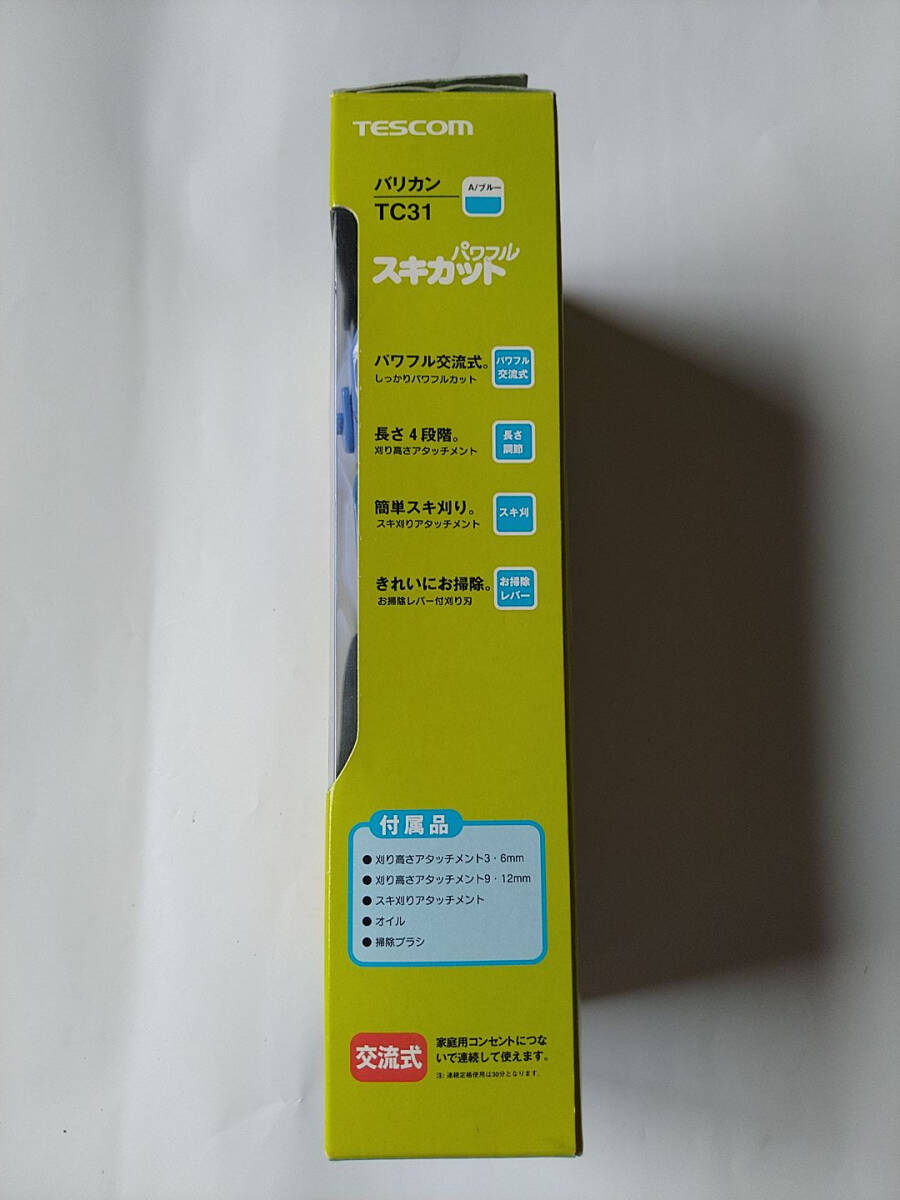 TESCOM
バリカン
TC31
A/ブルー
パワフル
スキカット
パワフル交流式。
しっかりパワフルカット
パワフル
交流式
長さ4段階。
刈り高さアタッチメント
長さ
調節
簡単スキ刈り。
スキ刈りアタッチメント
スキ刈
きれいにお掃除。
お掃除レバー付刈り刃
お掃除
レバー
付属品
● 刈り高さアタッチメント3・6mm
● 刈り高さアタッチメント9・12mm
● スキ刈りアタッチメント
● オイル
● 掃除ブラシ
交流式
家庭用コンセントにつな
いで連続して使えます。
注:連続定格使用は30分となります。